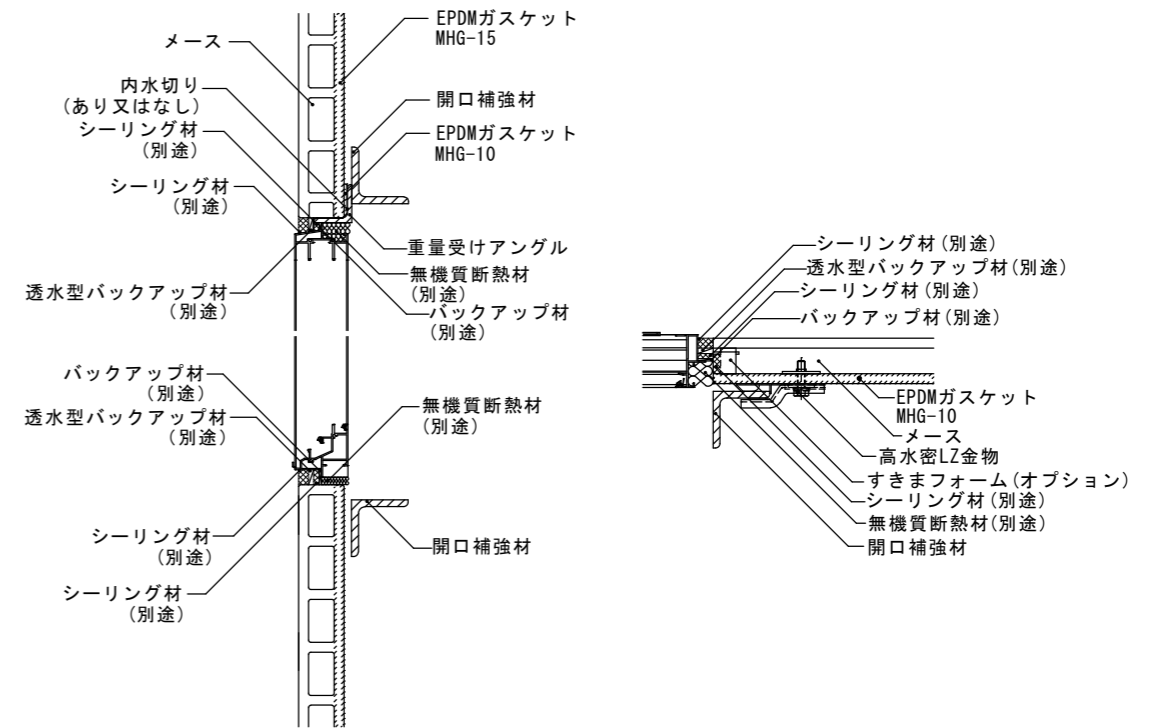 EPDMガスケット
MHG-15
メース
内水切り
(あり又はなし)
シーリング材
(別途)
シーリング材
(別途)
開口補強材
EPDMガスケット
MHG-10
重量受けアングル
無機質断熱材
(別途)
バックアップ材
(別途)
透水型バックアップ材
(別途)
バックアップ材
(別途)
透水型バックアップ材
(別途)
無機質断熱材
(別途)
シーリング材
(別途)
シーリング材
(別途)
開口補強材
シーリング材(別途)
透水型バックアップ材(別途)
シーリング材(別途)
バックアップ材(別途)
EPDMガスケット
MHG-10
メース
高水密LZ金物
すきまフォーム(オプション)
シーリング材(別途)
無機質断熱材(別途)
開口補強材